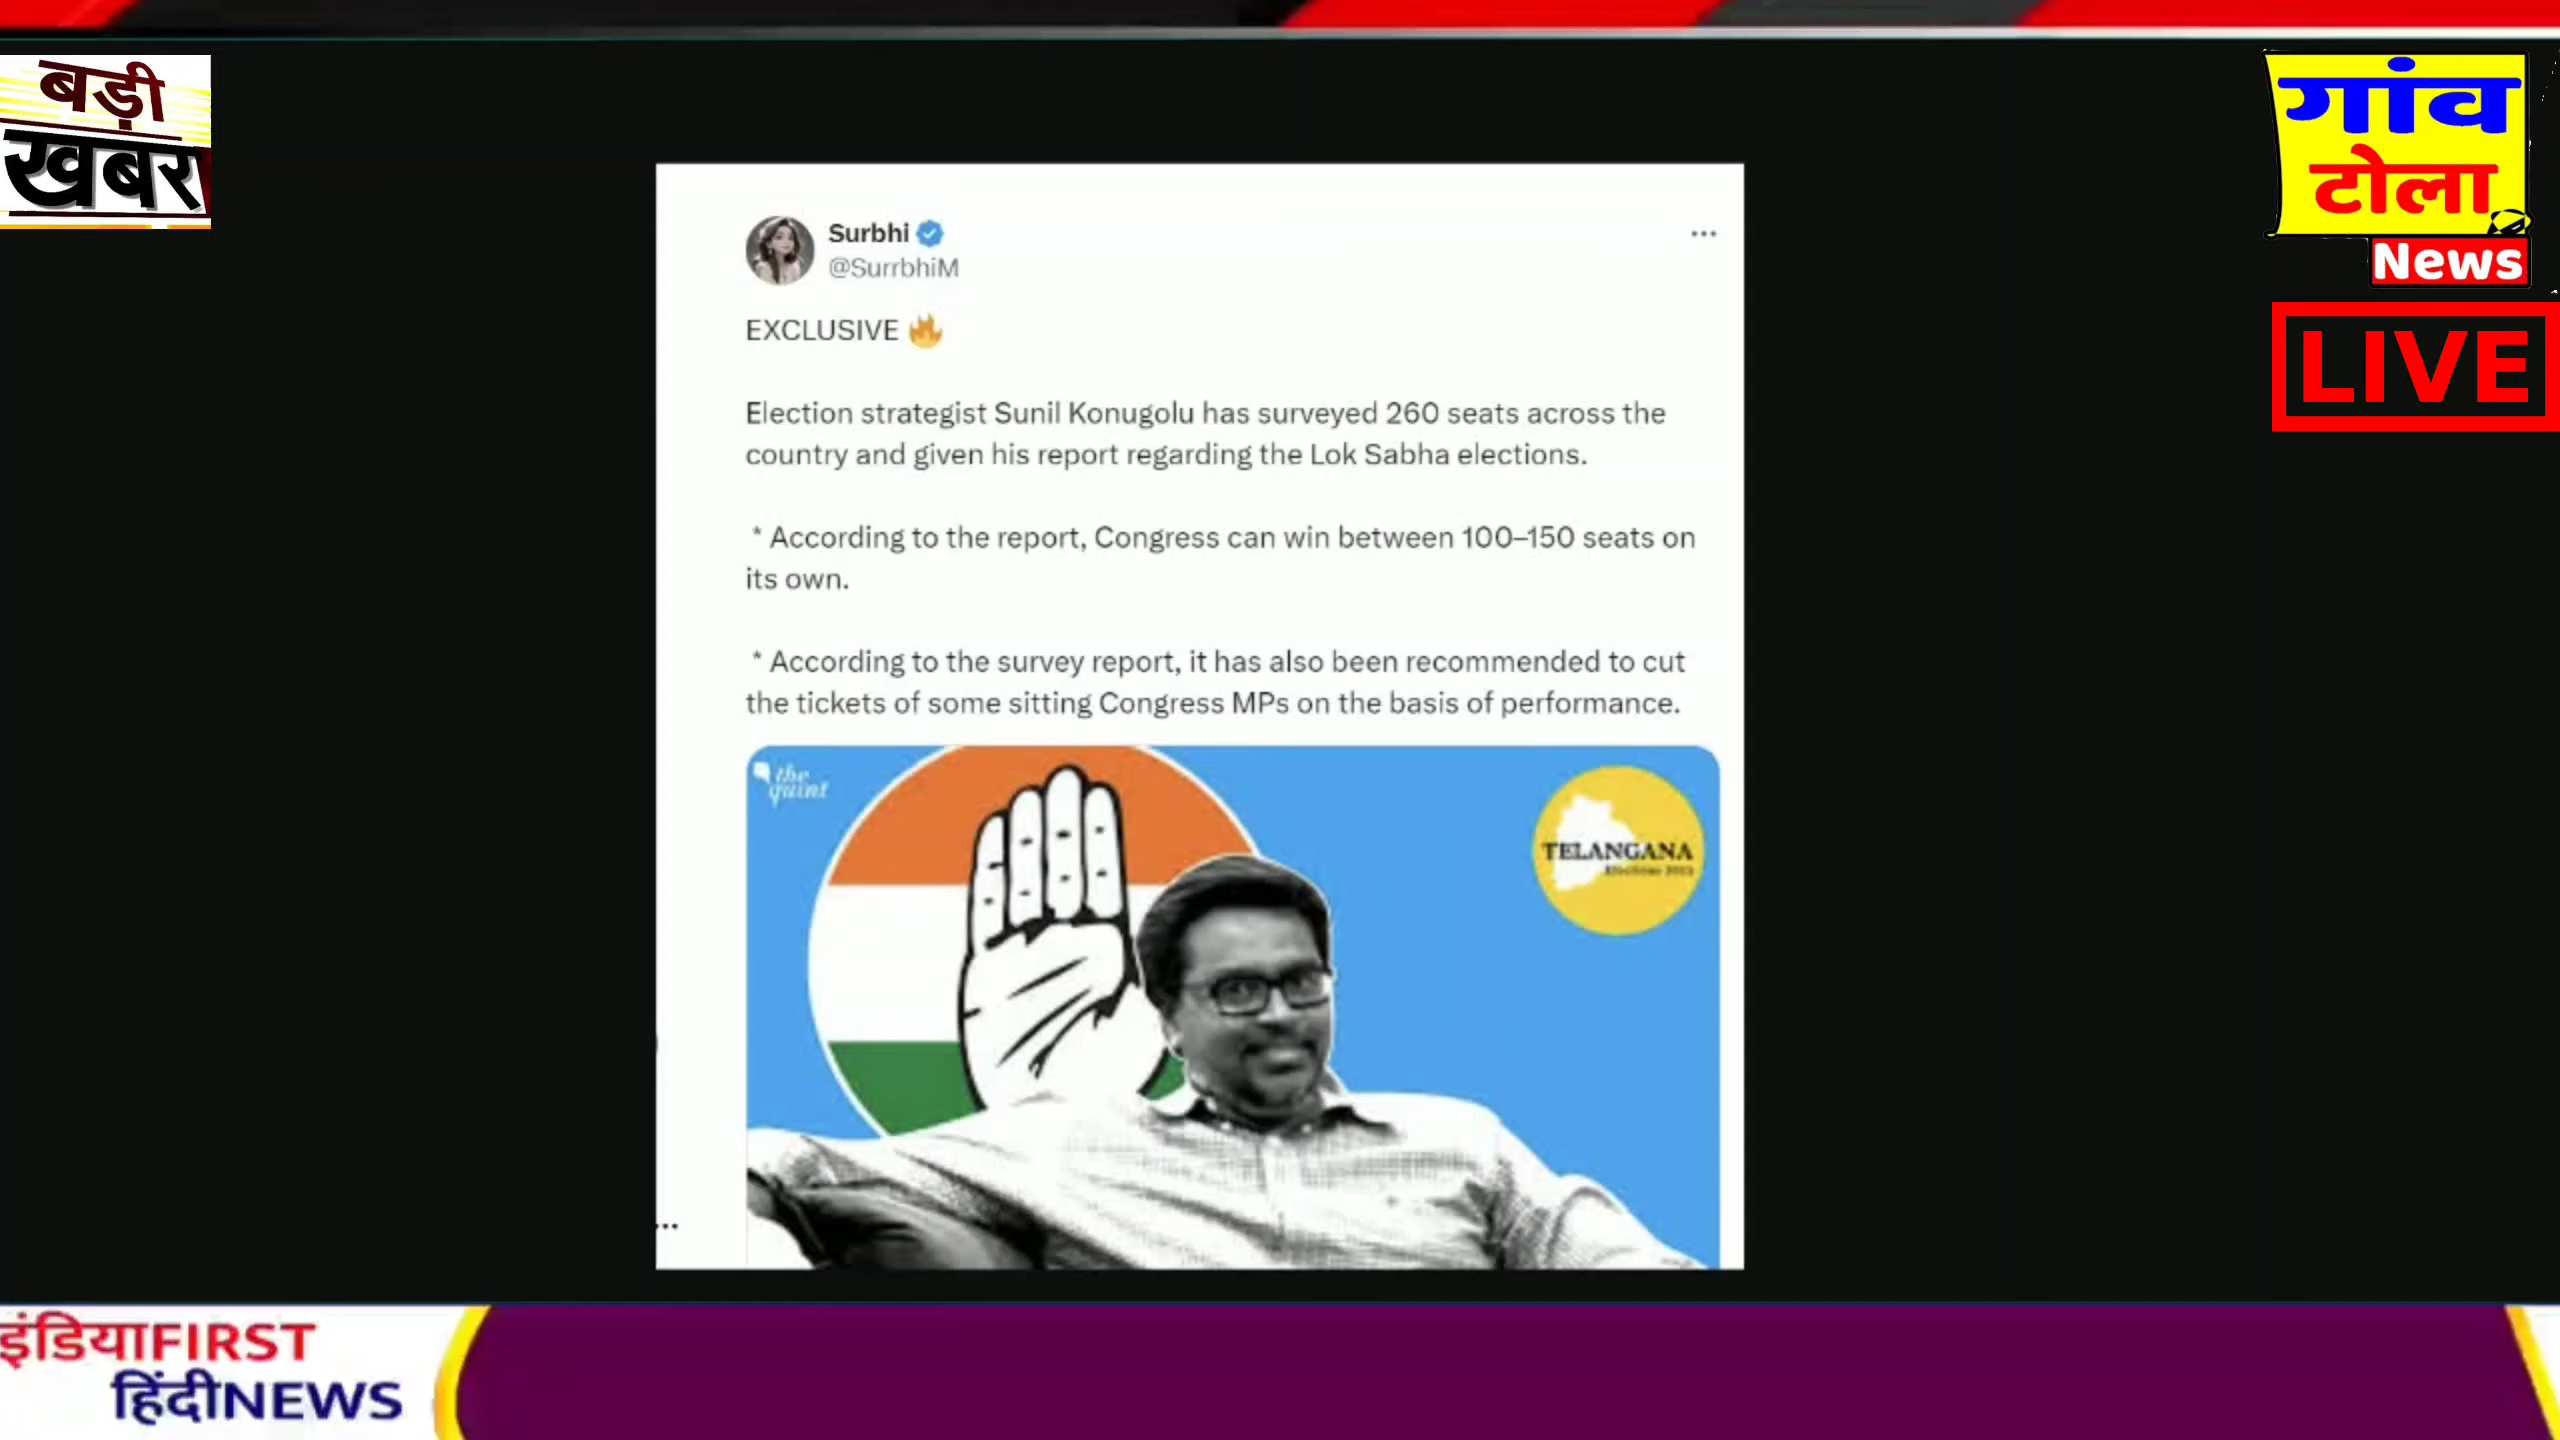 बड़ी
खबर
गांव
टोला
News
LIVE
Surbhi
@SurrbhiM
EXCLUSIVE 🔥
Election strategist Sunil Konugolu has surveyed 260 seats across the
country and given his report regarding the Lok Sabha elections.
* According to the report, Congress can win between 100–150 seats on
its own.
* According to the survey report, it has also been recommended to cut
the tickets of some sitting Congress MPs on the basis of performance.
the
quint
TELANGANA
इंडियाFIRST
हिंदीNEWS